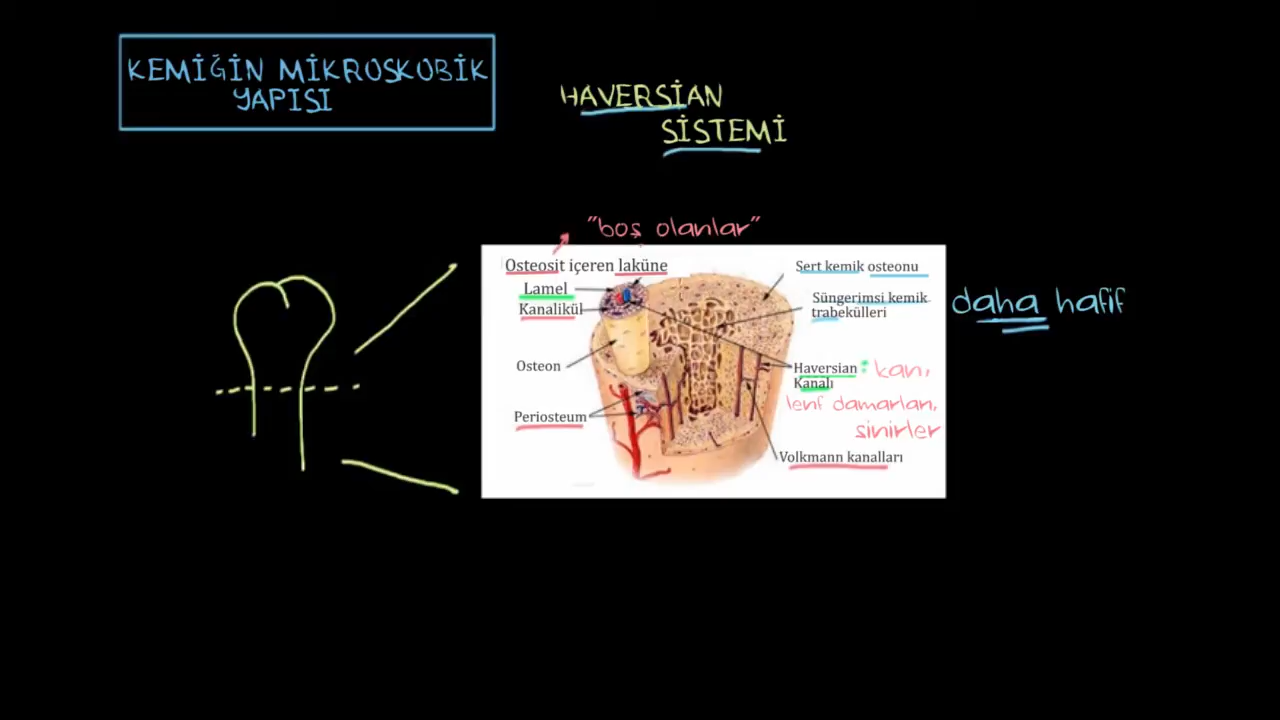 KEMİĞİN MİKROSKOBİK
YAPISI
HAVERSİAN
SİSTEMİ
"boş olanlar"
Osteosit içeren laküne
Lamel
Kanalikül
Osteon
Periosteum
Sert kemik osteonu
Süngerimsi kemik
trabekülleri
daha hafif
Haversian : kan,
Kanalı
lenf damarları,
sinirler
Volkmann kanalları